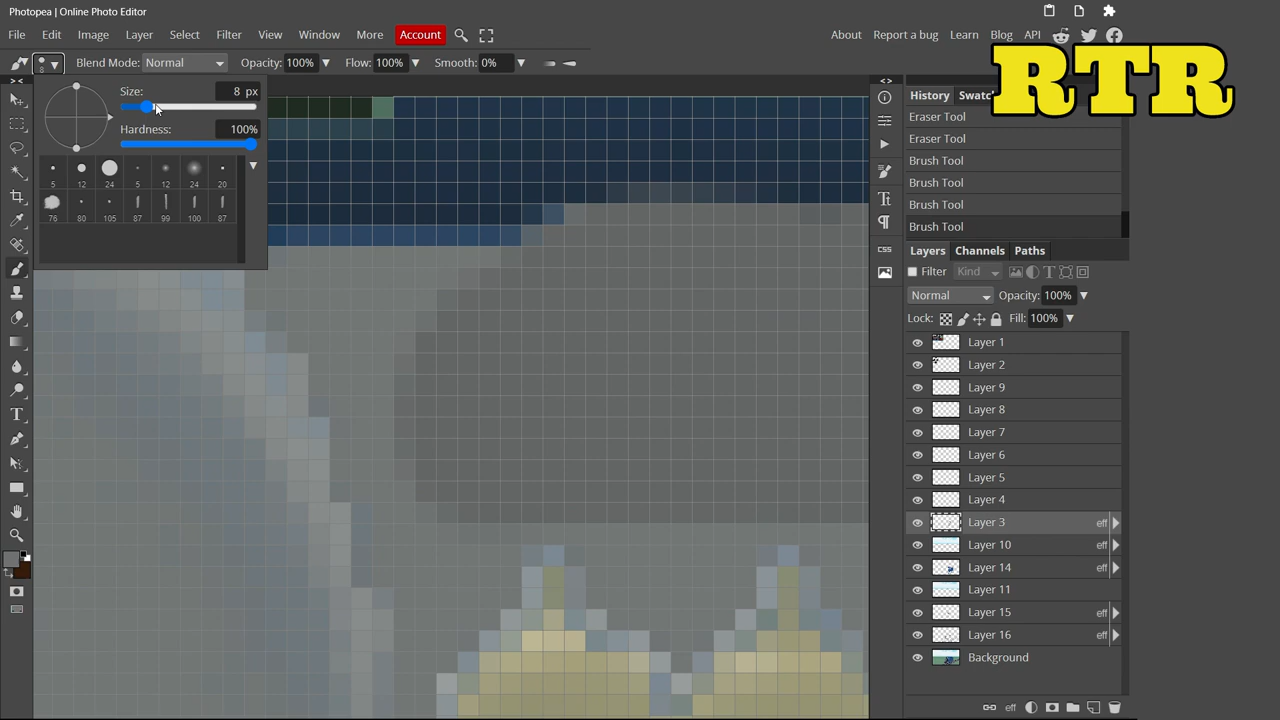 Photopea | Online Photo Editor
File Edit Image Layer Select Filter View Window More Account About Report a bug Learn Blog API
RTR
8 Blend Mode: Normal Opacity: 100% Flow: 100% Smooth: 0%
Size: 8 px
Hardness: 100%
5 12 24 5 12 24 20
76 80 105 87 99 100 87
History Swatc
Eraser Tool
Eraser Tool
Brush Tool
Brush Tool
Brush Tool
Brush Tool
CSS
Layers Channels Paths
Filter Kind
Normal Opacity: 100%
Lock: Fill: 100%
Layer 1
Layer 2
Layer 9
Layer 8
Layer 7
Layer 6
Layer 5
Layer 4
Layer 3 eff
Layer 10 eff
Layer 14 eff
Layer 11
Layer 15 eff
Layer 16 eff
Background
eff